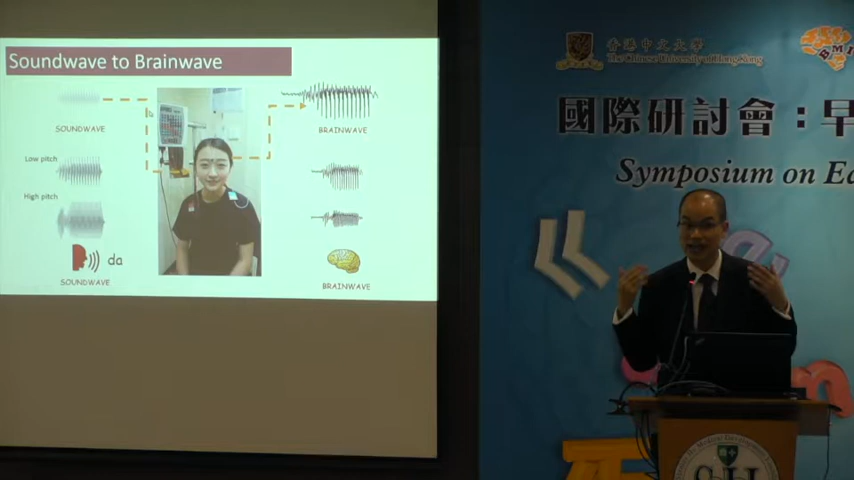 Soundwave to Brainwave
SOUNDWAVE
Low pitch
High pitch
da
SOUNDWAVE
BRAINWAVE
BRAINWAVE
香港中文大學
The Chinese University of Hong Kong
BMI
國際研討會：早
Symposium on Ea